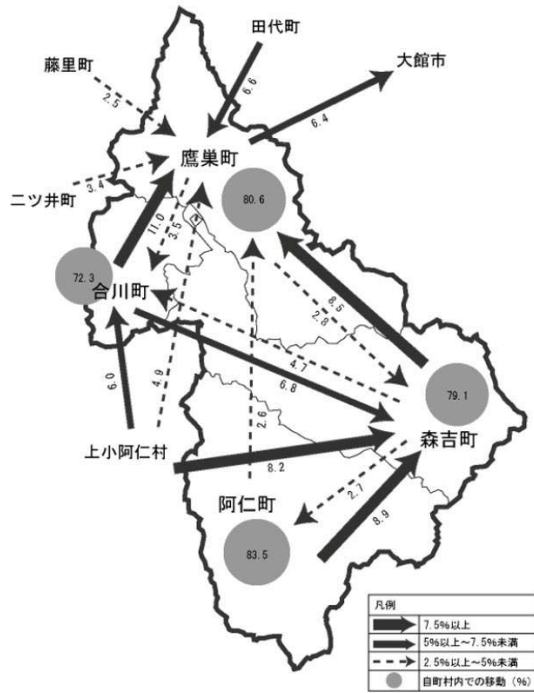 田代町
藤里町
大館市
2.5
6.6
6.4
鷹巣町
3.4
二ツ井町
80.6
11.0
3.5
72.3
合川町
8.5
2.8
4.7
6.8
6.0
4.9
2.6
79.1
森吉町
上小阿仁村
8.2
2.7
阿仁町
8.9
83.5
凡例
7.5%以上
5%以上〜7.5%未満
2.5%以上〜5%未満
自町村内での移動(%)